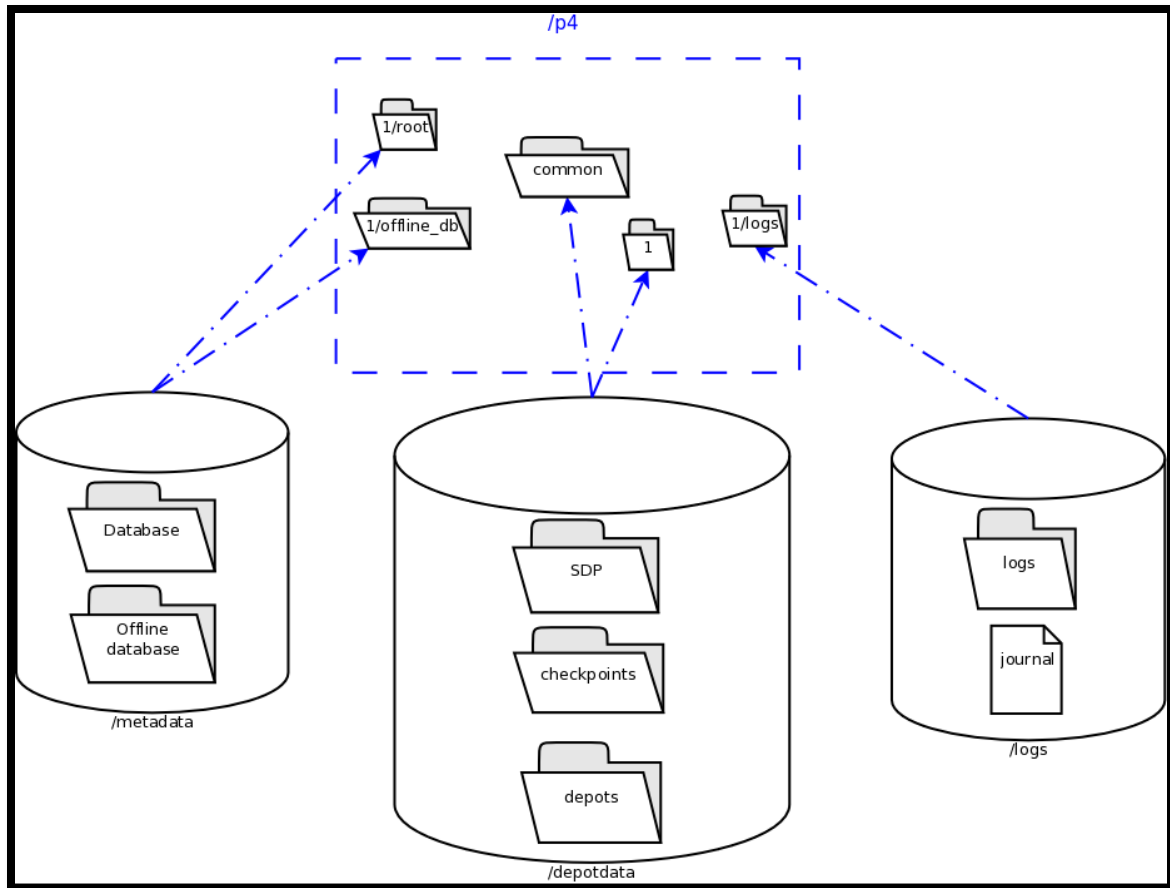 /p4
1/root
common
1/offline_db
1/logs
1
Database
Offline
database
/metadata
SDP
checkpoints
depots
/depotdata
logs
journal
/logs